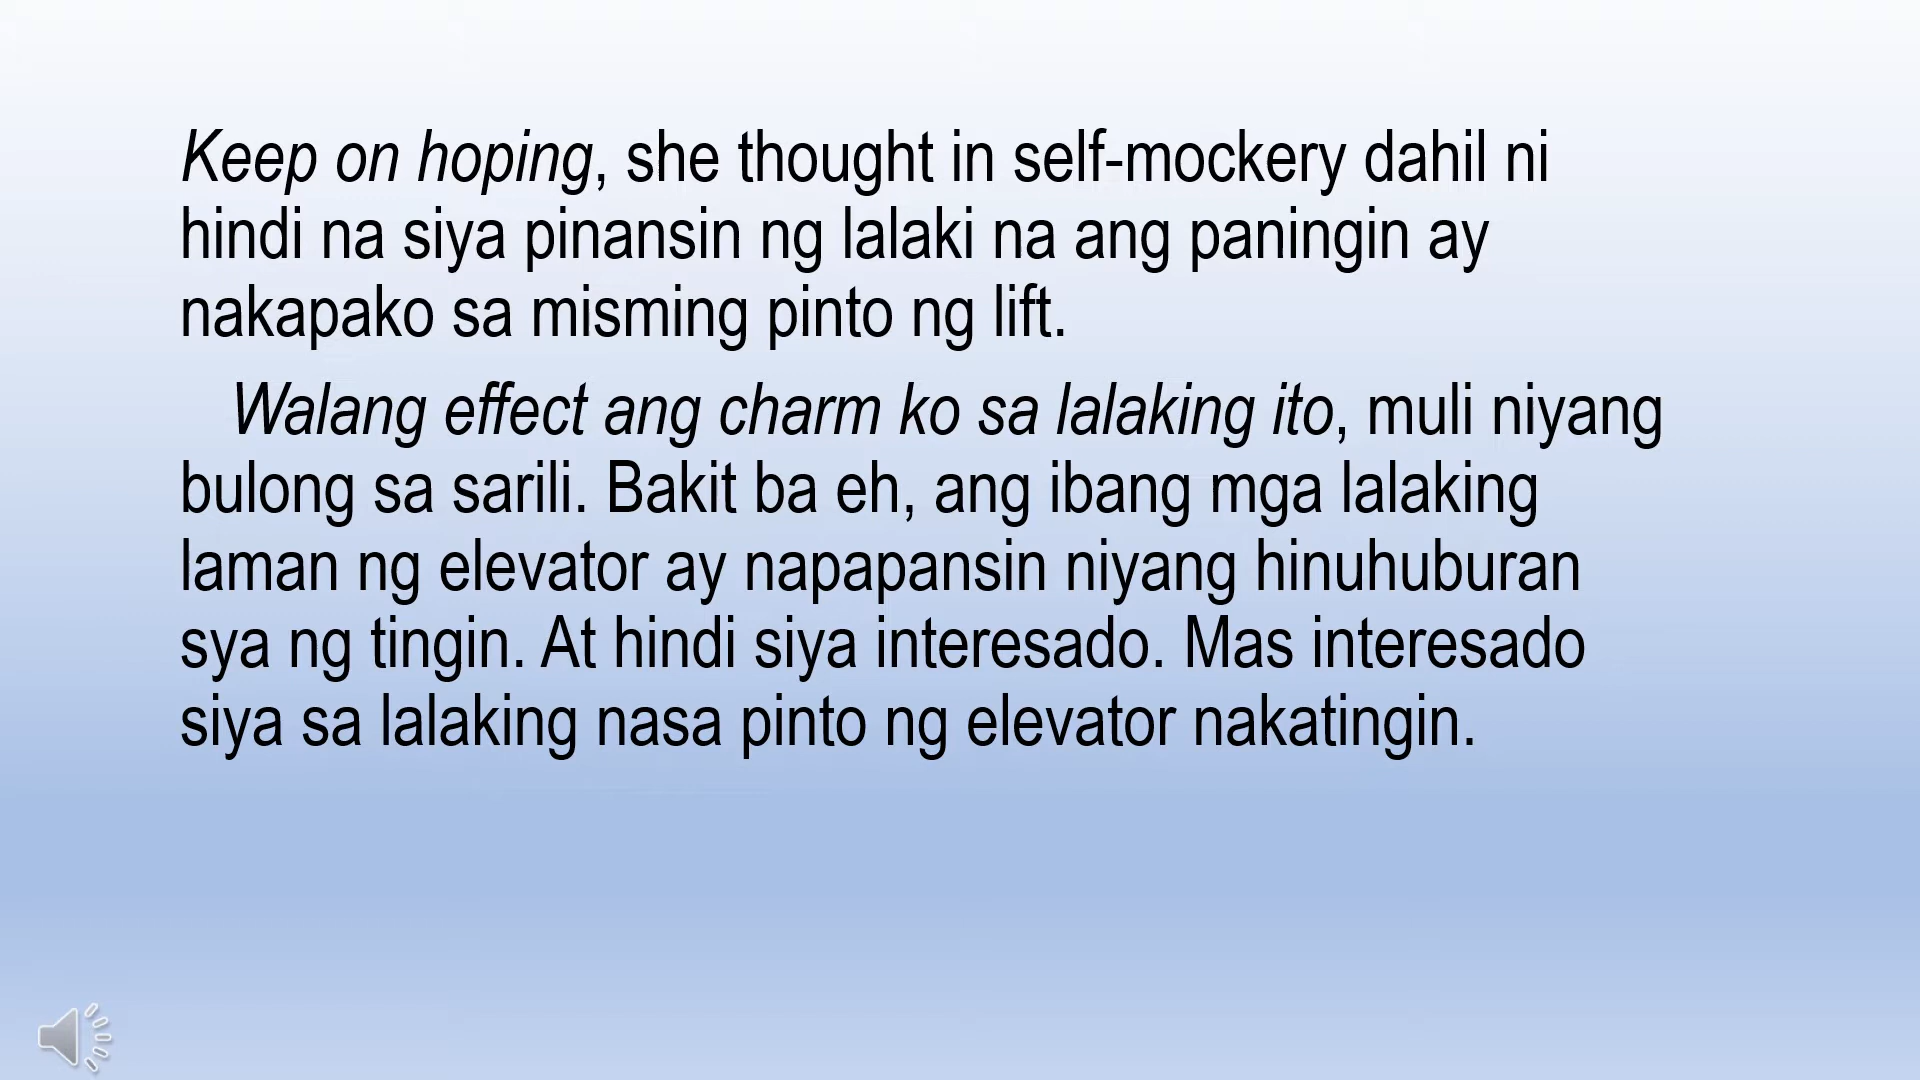 Keep on hoping, she thought in self-mockery dahil ni
hindi na siya pinansin ng lalaki na ang paningin ay
nakapako sa misming pinto ng lift.
Walang effect ang charm ko sa lalaking ito, muli niyang
bulong sa sarili. Bakit ba eh, ang ibang mga lalaking
laman ng elevator ay napapansin niyang hinuhuburan
sya ng tingin. At hindi siya interesado. Mas interesado
siya sa lalaking nasa pinto ng elevator nakatingin.